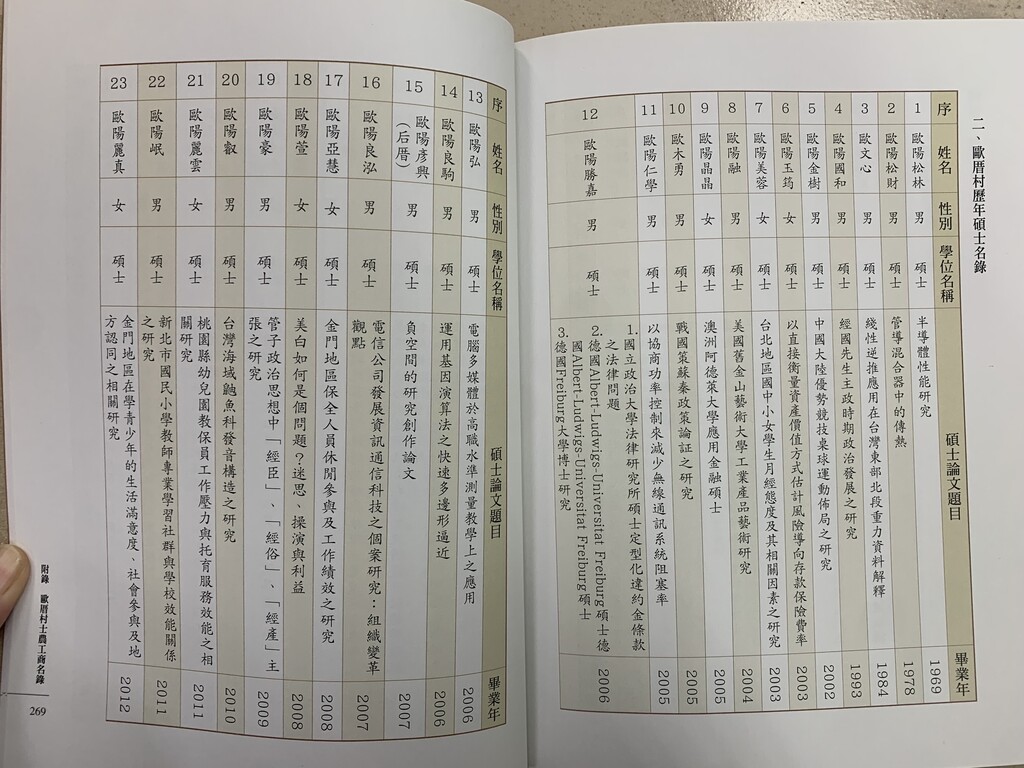 二、歐厝村歷年碩士名錄
序 姓名 性別 學位名稱 碩士論文題目 畢業年
1 歐陽松林 男 碩士 半導體性能研究 1969
2 歐陽松財 男 碩士 管導混合器中的傳熱 1978
3 歐文心 男 碩士 綫性逆推應用在台灣東部北段重力資料解釋 1984
4 歐陽國和 男 碩士 經國先生主政時期政治發展之研究 1993
5 歐陽金樹 男 碩士 中國大陸優勢競技桌球運動佈局之研究 2002
6 歐陽玉筠 女 碩士 以直接衡量資產價值方式估計風險導向存款保險費率 2003
7 歐陽美蓉 女 碩士 台北地區國中小女學生月經態度及其相關因素之研究 2003
8 歐陽融 男 碩士 美國舊金山藝術大學工業產品藝術研究 2004
9 歐陽晶晶 女 碩士 澳洲阿德萊大學應用金融碩士 2005
10 歐木勇 男 碩士 戰國策蘇秦政策論証之研究 2005
11 歐陽仁學 男 碩士 以協商功率控制來減少無線通訊系統阻塞率 2005
12 歐陽勝嘉 男 碩士 1.國立政治大學法律研究所碩士定型化違約金條款
之法律問題
2.德國Albert-Ludwigs-Universitat Freiburg碩士德
國Albert-Ludwigs-Universitat Freiburg碩士
3.德國Freiburg大學博士研究 2006
序 姓名 性別 學位名稱 碩士論文題目 畢業年
13 歐陽弘 男 碩士 電腦多媒體於高職水準測量教學上之應用 2006
14 歐陽良駒 男 碩士 運用基因演算法之快速多邊形逼近 2006
15 歐陽彥興
（后厝） 男 碩士 負空間的研究創作論文 2007
16 歐陽良泓 男 碩士 電信公司發展資訊通信科技之個案研究：組織變革
觀點 2007
17 歐陽亞慧 女 碩士 金門地區保全人員休閒參與及工作績效之研究 2008
18 歐陽萱 女 碩士 美白如何是個問題？迷思、操演與利益 2008
19 歐陽豪 男 碩士 管子政治思想中「經臣」、「經俗」、「經產」主
張之研究 2009
20 歐陽叡 男 碩士 台灣海域鮸魚科發音構造之研究 2010
21 歐陽麗雲 女 碩士 桃園縣幼兒園教保員工作壓力與托育服務效能之相
關研究 2011
22 歐陽岷 男 碩士 新北市國民小學教師專業學習社群與學校效能關係
之研究 2011
23 歐陽麗真 女 碩士 金門地區在學青少年的生活滿意度、社會參與及地
方認同之相關研究 2012
附錄 歐厝村士農工商名錄
269